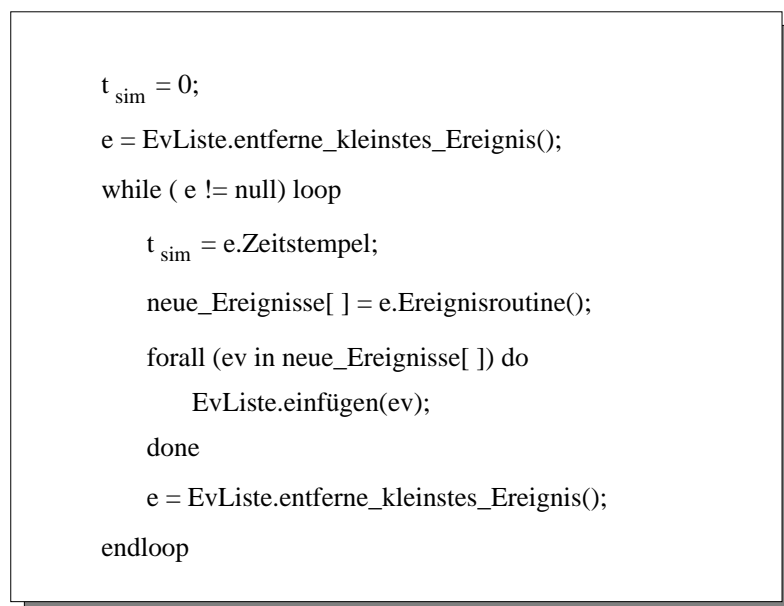 t sim = 0;
e = EvListe.entferne_kleinstes_Ereignis();
while ( e != null) loop
t sim = e.Zeitstempel;
neue_Ereignisse[ ] = e.Ereignisroutine();
forall (ev in neue_Ereignisse[ ]) do
EvListe.einfügen(ev);
done
e = EvListe.entferne_kleinstes_Ereignis();
endloop